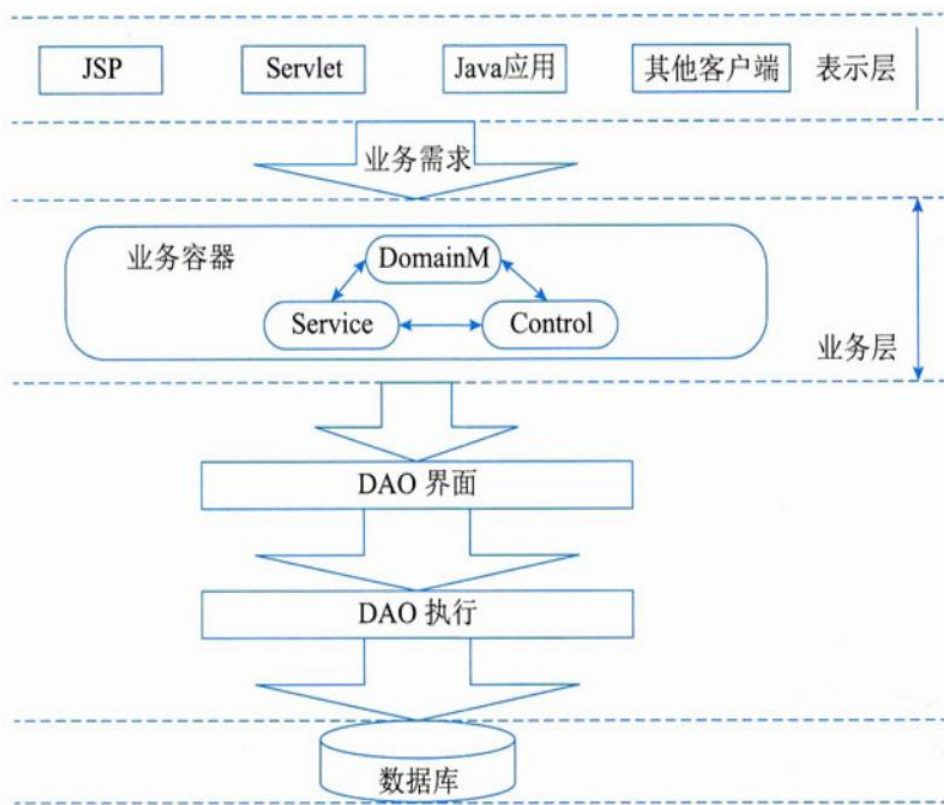 JSP
Servlet
Java应用
其他客户端
表示层
业务需求
业务容器
DomainM
Service
Control
业务层
DAO 界面
DAO 执行
数据库